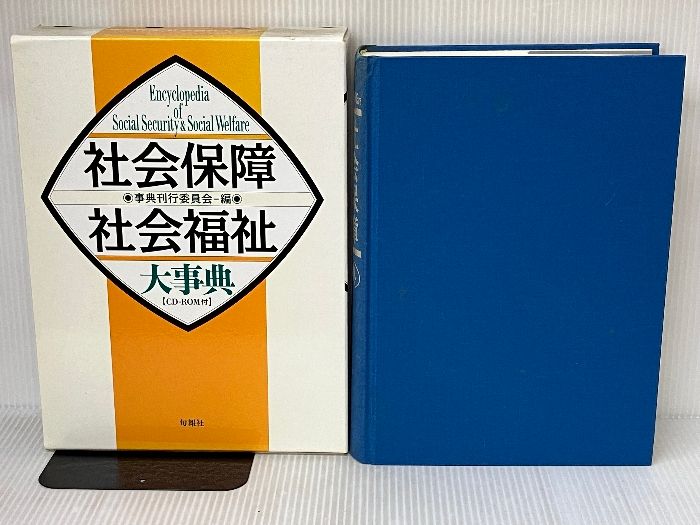 Encyclopedia
of
Social Security & Social Welfare
社会保障
◉事典刊行委員会-編◉
社会福祉
大事典
【CD-ROM付】
旬報社